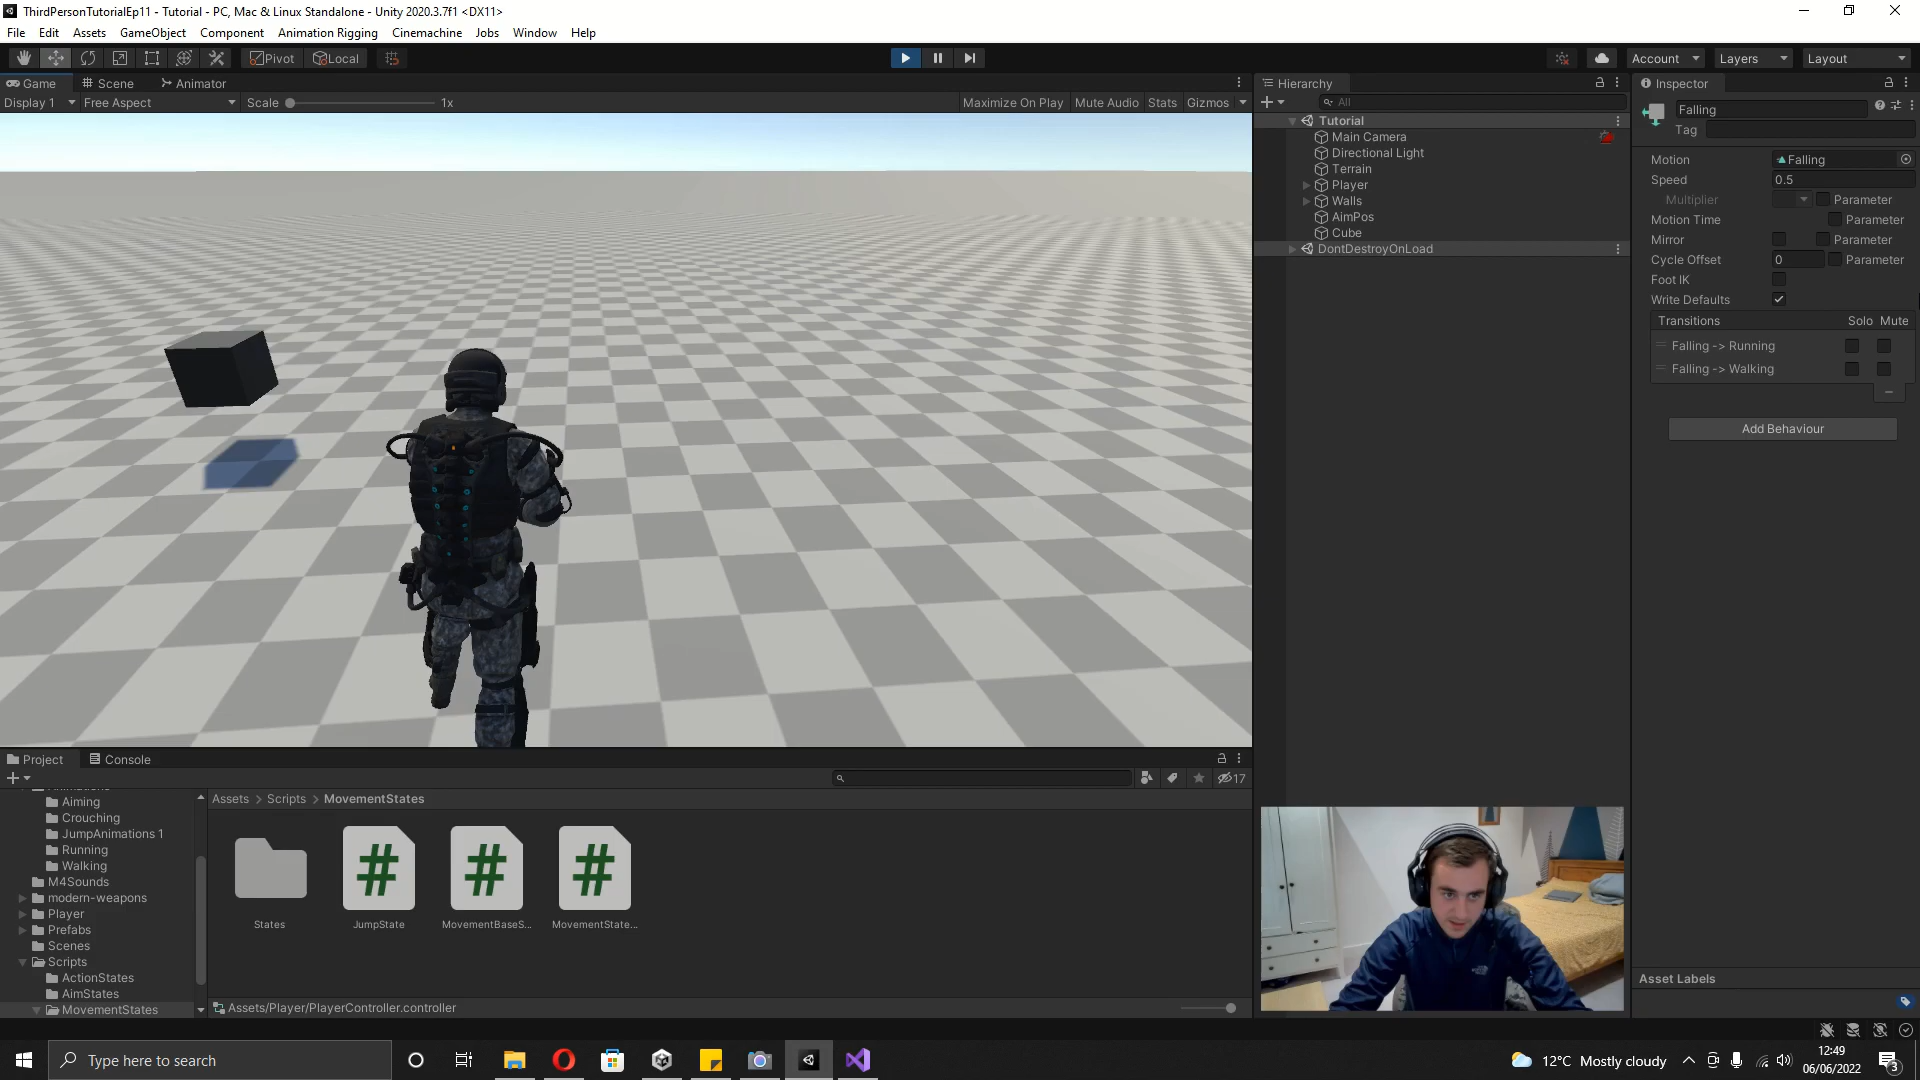 ThirdPersonTutorialEp11 - Tutorial - PC, Mac & Linux Standalone - Unity 2020.3.7f1 <DX11>
File Edit Assets GameObject Component Animation Rigging Cinemachine Jobs Window Help
Pivot Local Account Layers Layout
Game Scene Animator
Display 1 Free Aspect Scale 1x Maximize On Play Mute Audio Stats Gizmos
Hierarchy
All
Tutorial
Main Camera
Directional Light
Terrain
Player
Walls
AimPos
Cube
DontDestroyOnLoad
Inspector
Falling
Tag
Motion Falling
Speed 0.5
Multiplier Parameter
Motion Time Parameter
Mirror Parameter
Cycle Offset 0 Parameter
Foot IK
Write Defaults
Transitions Solo Mute
Falling -> Running
Falling -> Walking
Add Behaviour
Asset Labels
Project Console
17
Aiming
Crouching
JumpAnimations 1
Running
Walking
M4Sounds
modern-weapons
Player
Prefabs
Scenes
Scripts
ActionStates
AimStates
MovementStates
Assets > Scripts > MovementStates
States JumpState MovementBaseS... MovementState...
Assets/Player/PlayerController.controller
Type here to search
12°C Mostly cloudy
12:49
06/06/2022
3